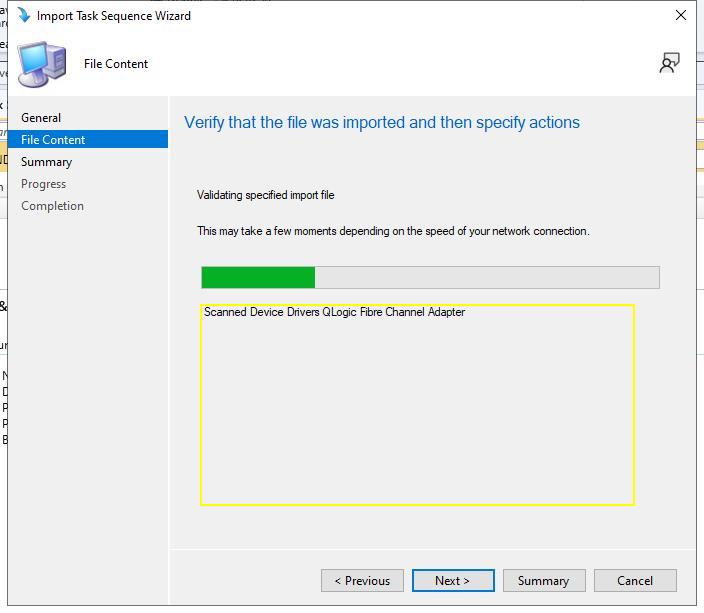 Import Task Sequence Wizard
File Content
General
File Content
Summary
Progress
Completion
Verify that the file was imported and then specify actions
Validating specified import file
This may take a few moments depending on the speed of your network connection.
Scanned Device Drivers QLogic Fibre Channel Adapter
< Previous
Next >
Summary
Cancel